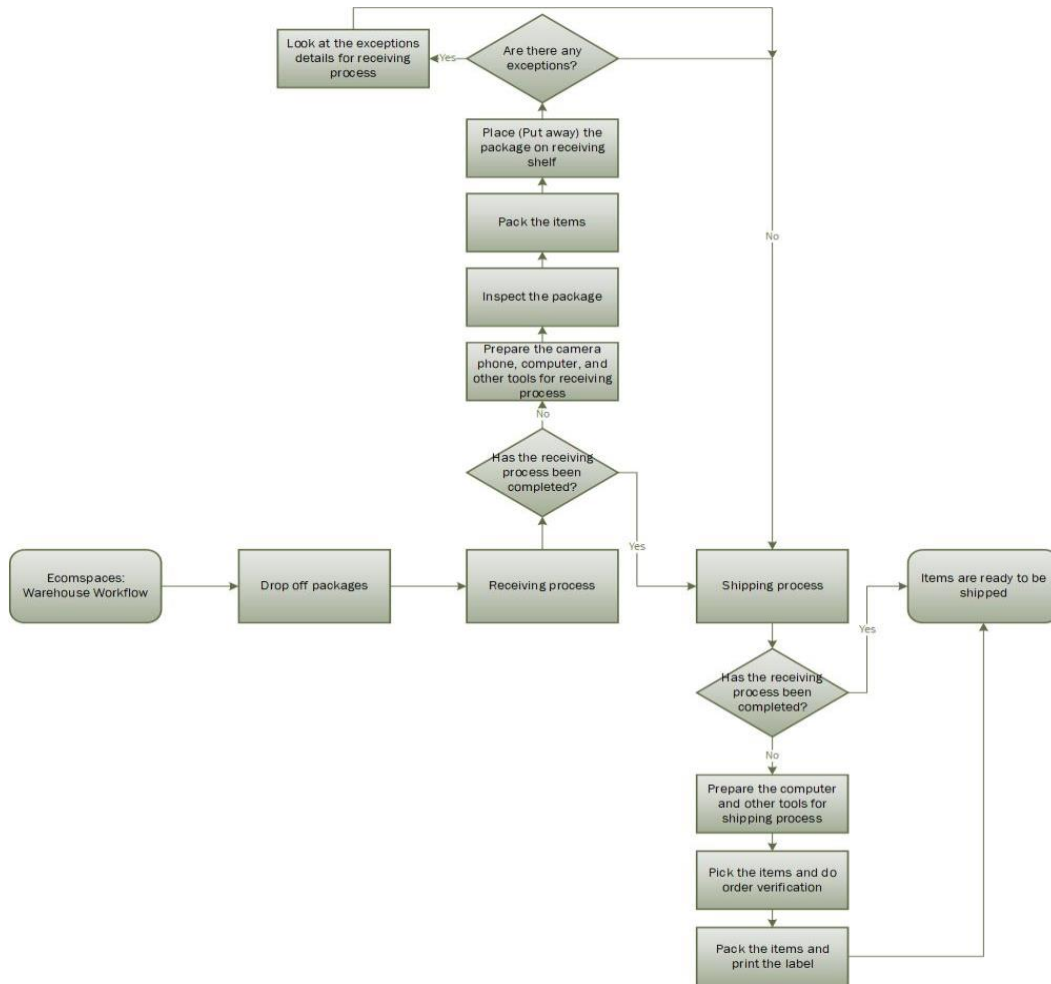 Look at the exceptions
details for receiving
process
Yes
Are there any
exceptions?
Place (Put away) the
package on receiving
shelf
Pack the items
No
Inspect the package
Prepare the camera
phone, computer, and
other tools for receiving
process
No
Has the receiving
process been
completed?
Yes
Ecomspaces:
Warehouse Workflow
Drop off packages
Receiving process
Shipping process
Items are ready to be
shipped
Yes
Has the receiving
process been
completed?
No
Prepare the computer
and other tools for
shipping process
Pick the items and do
order verification
Pack the items and
print the label